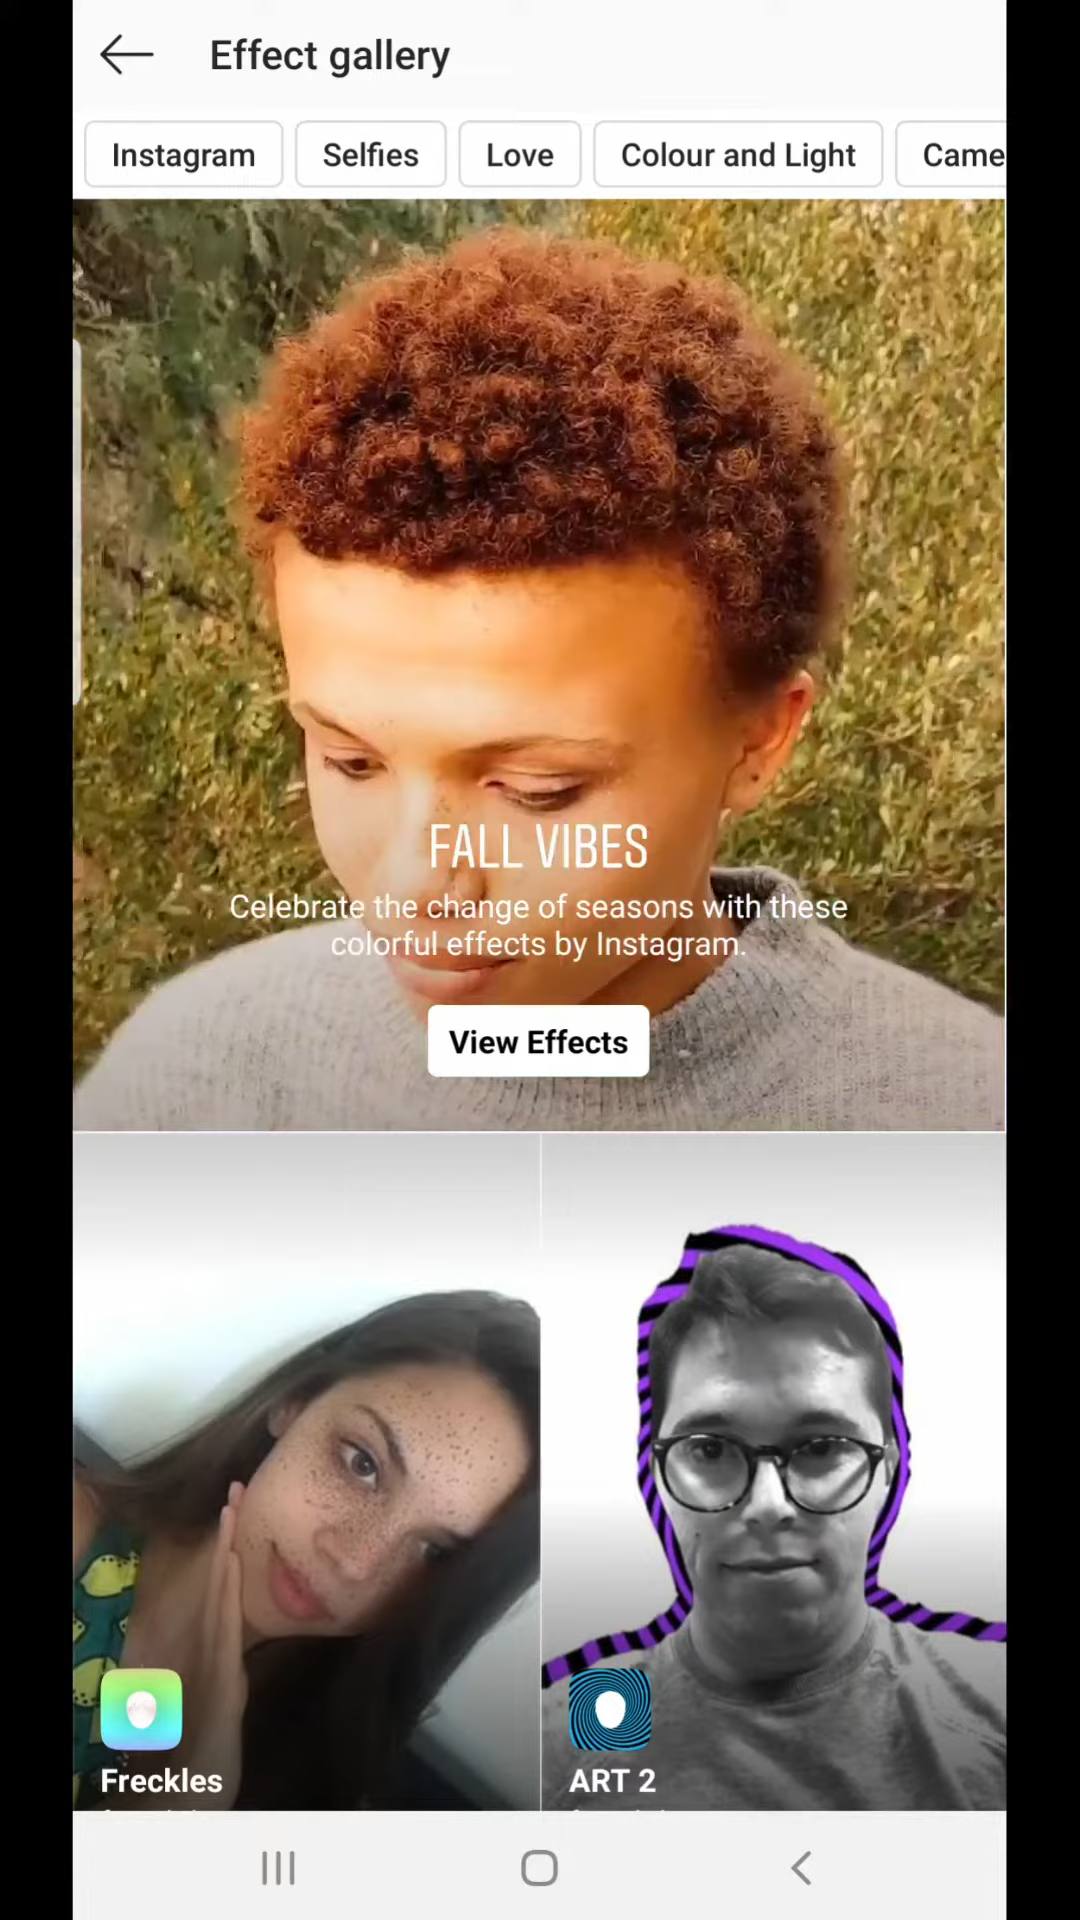 Effect gallery
Instagram
Selfies
Love
Colour and Light
Came
FALL VIBES
Celebrate the change of seasons with these
colorful effects by Instagram.
View Effects
Freckles
ART 2